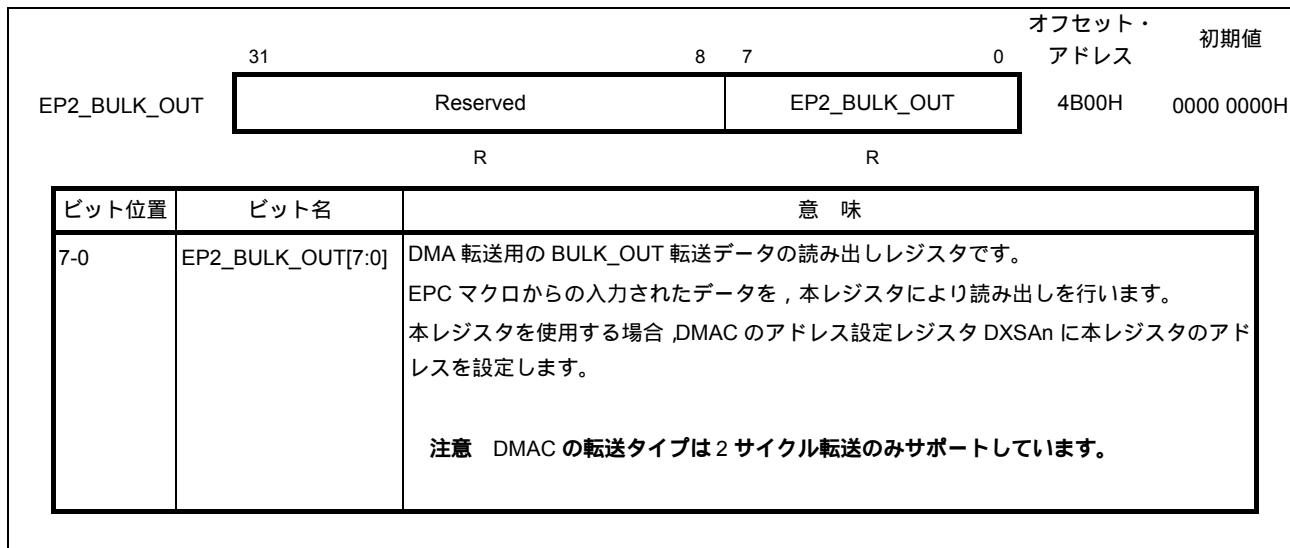 オフセット・ 初期値
31 8 7 0 アドレス
EP2_BULK_OUT Reserved EP2_BULK_OUT 4B00H 0000 0000H
R R
ビット位置 ビット名 意 味
7-0 EP2_BULK_OUT[7:0] DMA 転送用の BULK_OUT 転送データの読み出しレジスタです。
EPC マクロからの入力されたデータを，本レジスタにより読み出しを行います。
本レジスタを使用する場合，DMAC のアドレス設定レジスタ DXSAn に本レジスタのアド
レスを設定します。
注意 DMAC の転送タイプは 2 サイクル転送のみサポートしています。